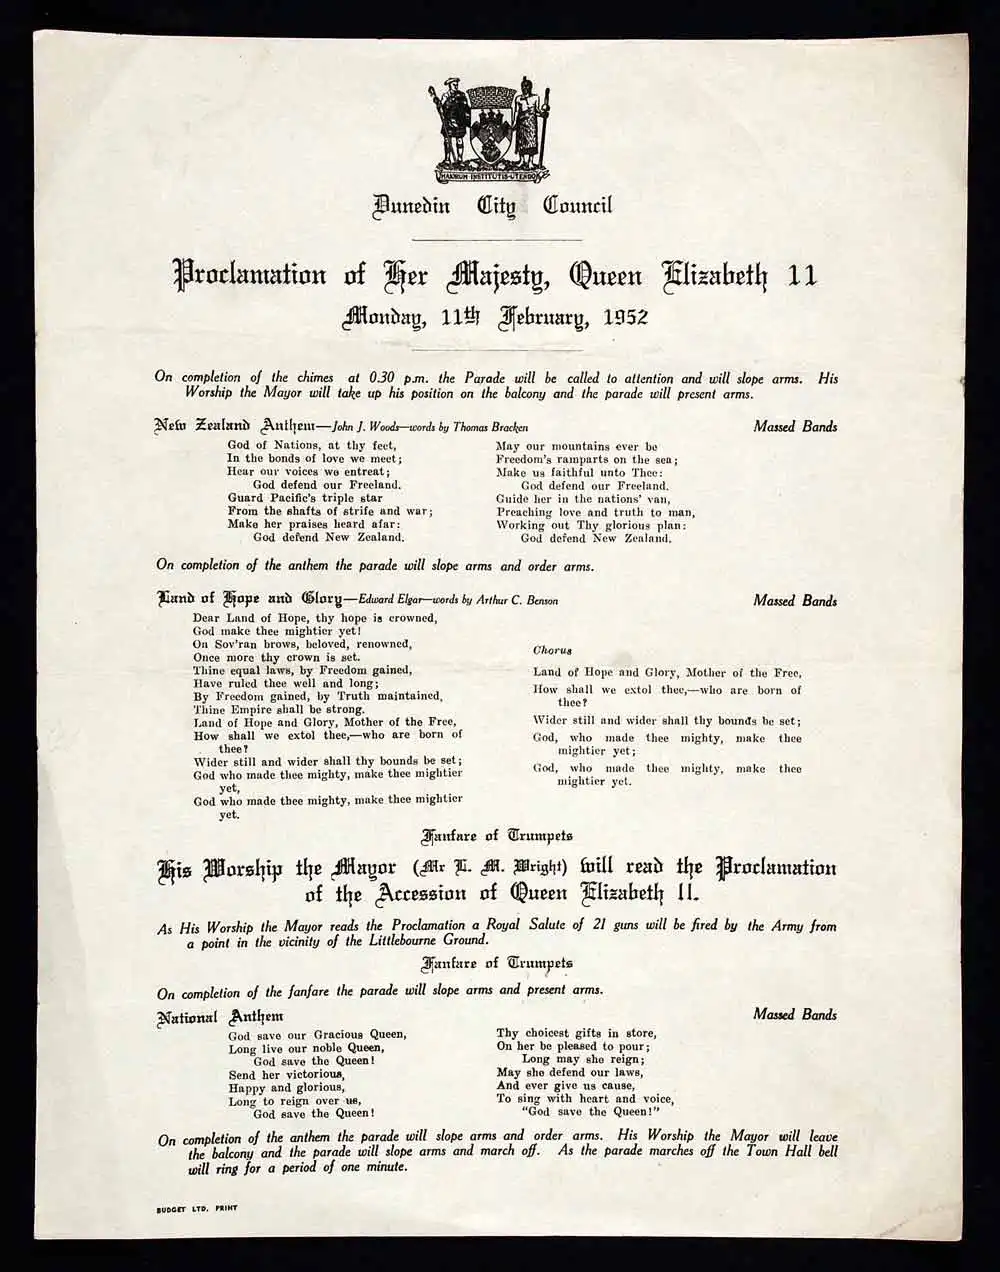 MAIORUM INSTITUTIS UTENDO
Dunedin City Council
Proclamation of Her Majesty, Queen Elizabeth 11
Monday, 11th February, 1952
On completion of the chimes at 0.30 p.m. the Parade will be called to attention and will slope arms. His
Worship the Mayor will take up his position on the balcony and the parade will present arms.
New Zealand Anthem—John J. Woods—words by Thomas Bracken Massed Bands
God of Nations, at thy feet,
In the bonds of love we meet;
Hear our voices we entreat;
God defend our Freeland.
Guard Pacific's triple star
From the shafts of strife and war;
Make her praises heard afar:
God defend New Zealand.
May our mountains ever be
Freedom's ramparts on the sea;
Make us faithful unto Thee:
God defend our Freeland.
Guide her in the nations' van,
Preaching love and truth to man,
Working out Thy glorious plan:
God defend New Zealand.
On completion of the anthem the parade will slope arms and order arms.
Land of Hope and Glory—Edward Elgar—words by Arthur C. Benson Massed Bands
Dear Land of Hope, thy hope is crowned,
God make thee mightier yet!
On Sov'ran brows, beloved, renowned,
Once more thy crown is set.
Thine equal laws, by Freedom gained,
Have ruled thee well and long;
By Freedom gained, by Truth maintained,
Thine Empire shall be strong.
Land of Hope and Glory, Mother of the Free,
How shall we extol thee,—who are born of
thee?
Wider still and wider shall thy bounds be set;
God who made thee mighty, make thee mightier
yet,
God who made thee mighty, make thee mightier
yet.
Chorus
Land of Hope and Glory, Mother of the Free,
How shall we extol thee,—who are born of
thee?
Wider still and wider shall thy bounds be set;
God, who made thee mighty, make thee
mightier yet;
God, who made thee mighty, make thee
mightier yet.
Fanfare of Trumpets
His Worship the Mayor (Mr L. M. Wright) will read the Proclamation
of the Accession of Queen Elizabeth II.
As His Worship the Mayor reads the Proclamation a Royal Salute of 21 guns will be fired by the Army from
a point in the vicinity of the Littlebourne Ground.
Fanfare of Trumpets
On completion of the fanfare the parade will slope arms and present arms.
National Anthem Massed Bands
God save our Gracious Queen,
Long live our noble Queen,
God save the Queen!
Send her victorious,
Happy and glorious,
Long to reign over us,
God save the Queen!
Thy choicest gifts in store,
On her be pleased to pour;
Long may she reign;
May she defend our laws,
And ever give us cause,
To sing with heart and voice,
"God save the Queen!"
On completion of the anthem the parade will slope arms and order arms. His Worship the Mayor will leave
the balcony and the parade will slope arms and march off. As the parade marches off the Town Hall bell
will ring for a period of one minute.
BUDGET LTD. PRINT